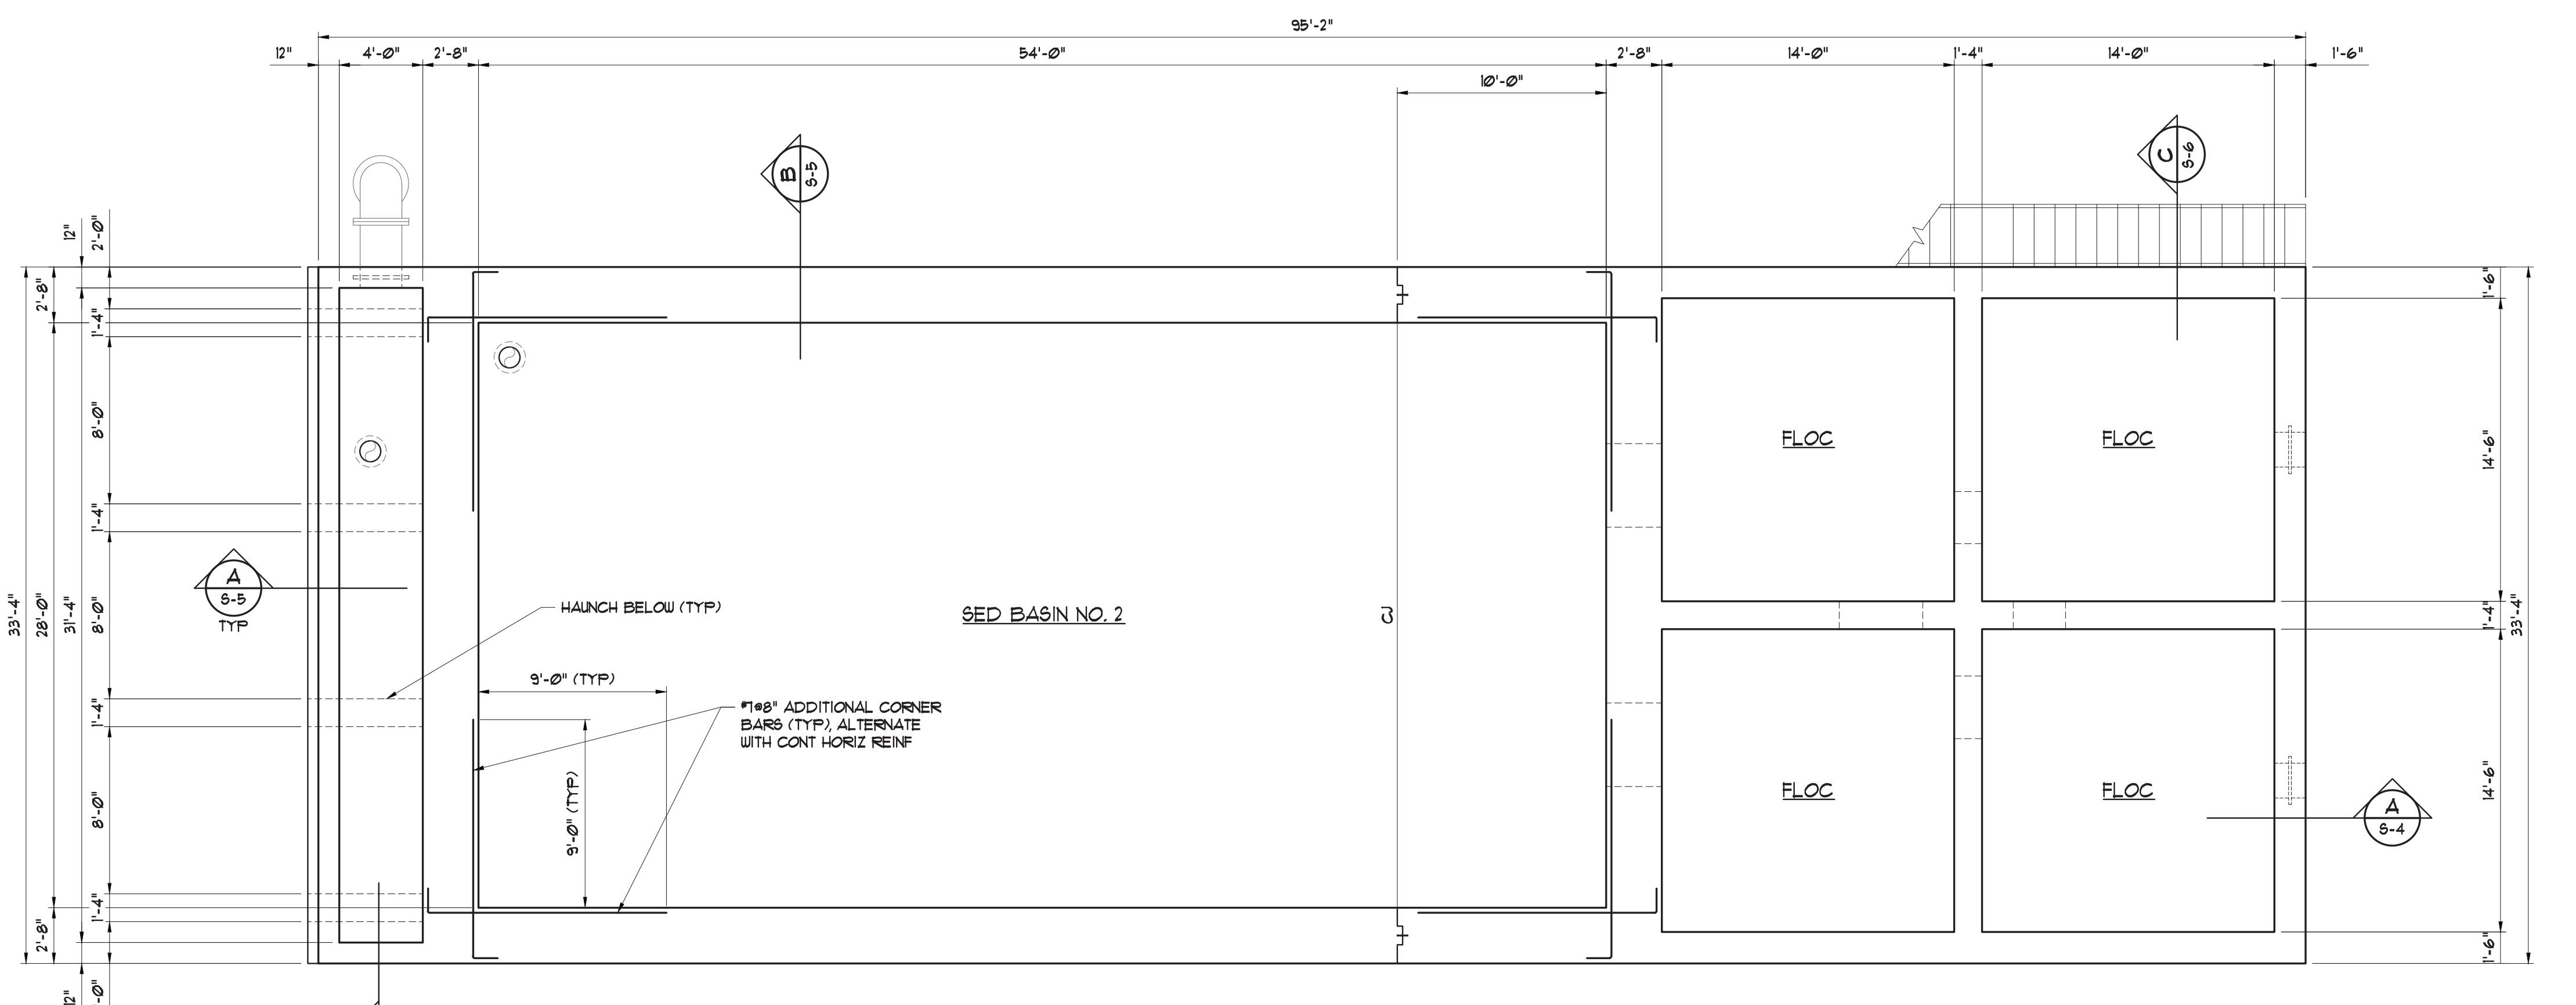 95'-2"
12" 4'-0" 2'-8" 54'-0" 2'-8" 14'-0" 1'-4" 14'-0" 1'-6"
10'-0"
B
S-5
C
S-6
12"
2'-0"
2'-8"
1'-4"
8'-0"
1'-4"
8'-0"
1'-4"
8'-0"
1'-4"
2'-8"
12"
33'-4"
28'-0"
31'-4"
A
S-5
TYP
HAUNCH BELOW (TYP)
SED BASIN NO. 2
CJ
9'-0" (TYP)
9'-0" (TYP)
#7@8" ADDITIONAL CORNER
BARS (TYP), ALTERNATE
WITH CONT HORIZ REINF
FLOC
FLOC
FLOC
FLOC
1'-6"
14'-6"
1'-4"
33'-4"
14'-6"
1'-6"
A
S-4